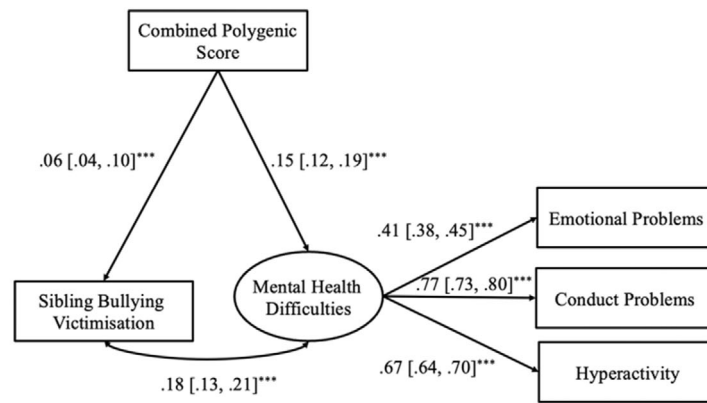 Combined Polygenic
Score
.06 [.04, .10]***
.15 [.12, .19]***
.41 [.38, .45]***
Emotional Problems
Sibling Bullying
Victimisation
Mental Health
Difficulties
.77 [.73, .80]***
Conduct Problems
.67 [.64, .70]***
Hyperactivity
.18 [.13, .21]***